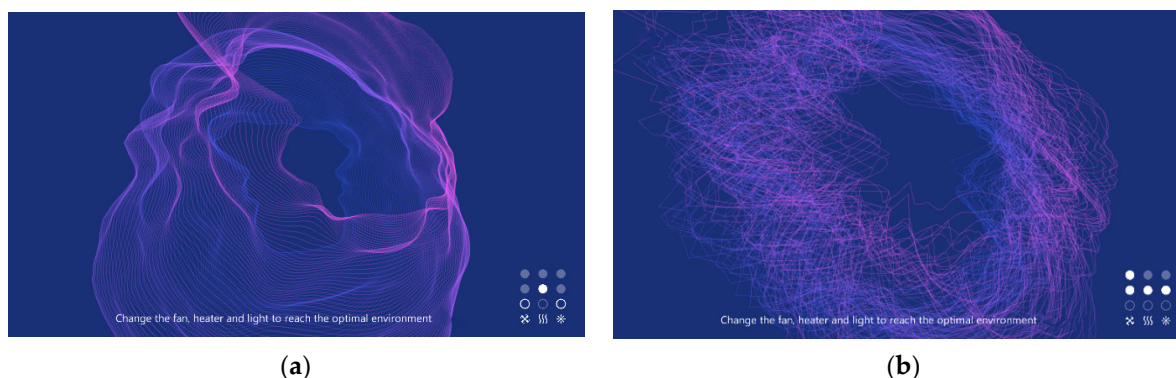 Change the fan, heater and light to reach the optimal environment
Change the fan, heater and light to reach the optimal environment
(a)
(b)